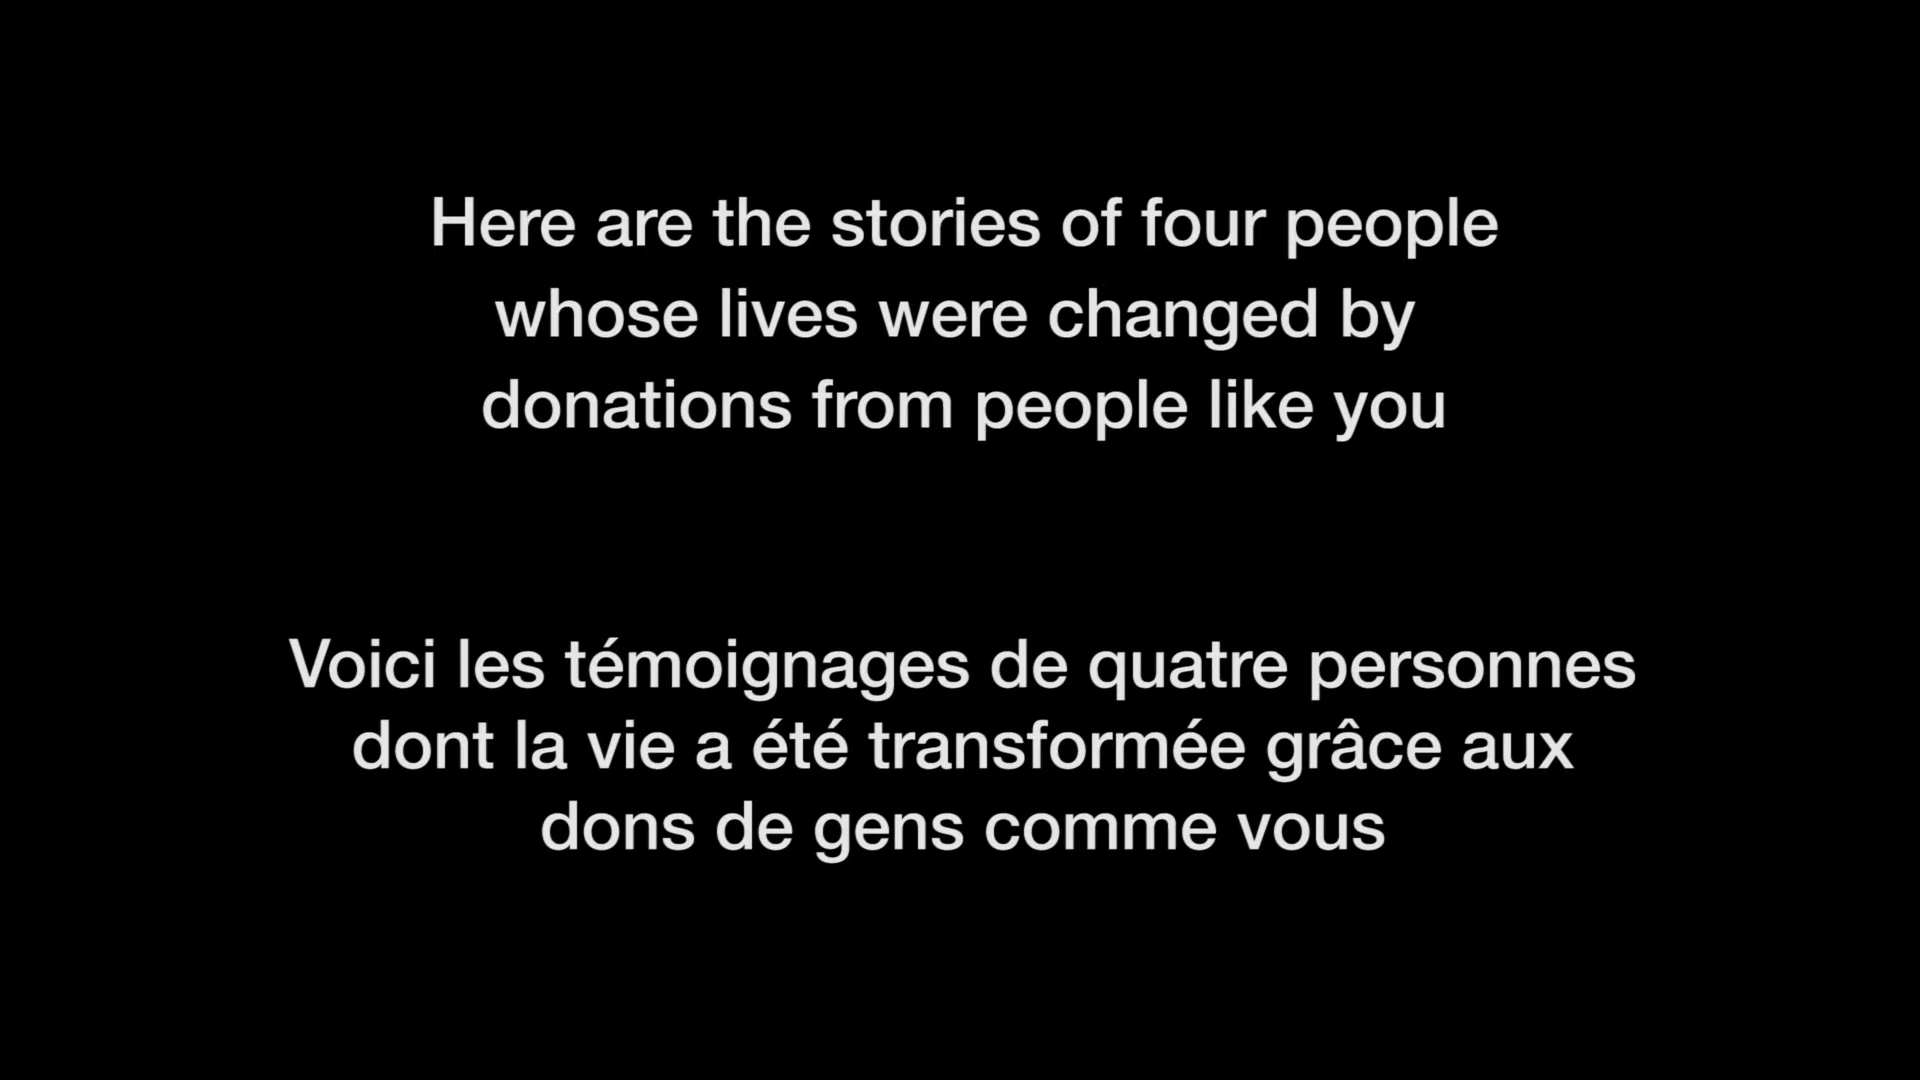 Here are the stories of four people
whose lives were changed by
donations from people like you
Voici les témoignages de quatre personnes
dont la vie a été transformée grâce aux
dons de gens comme vous